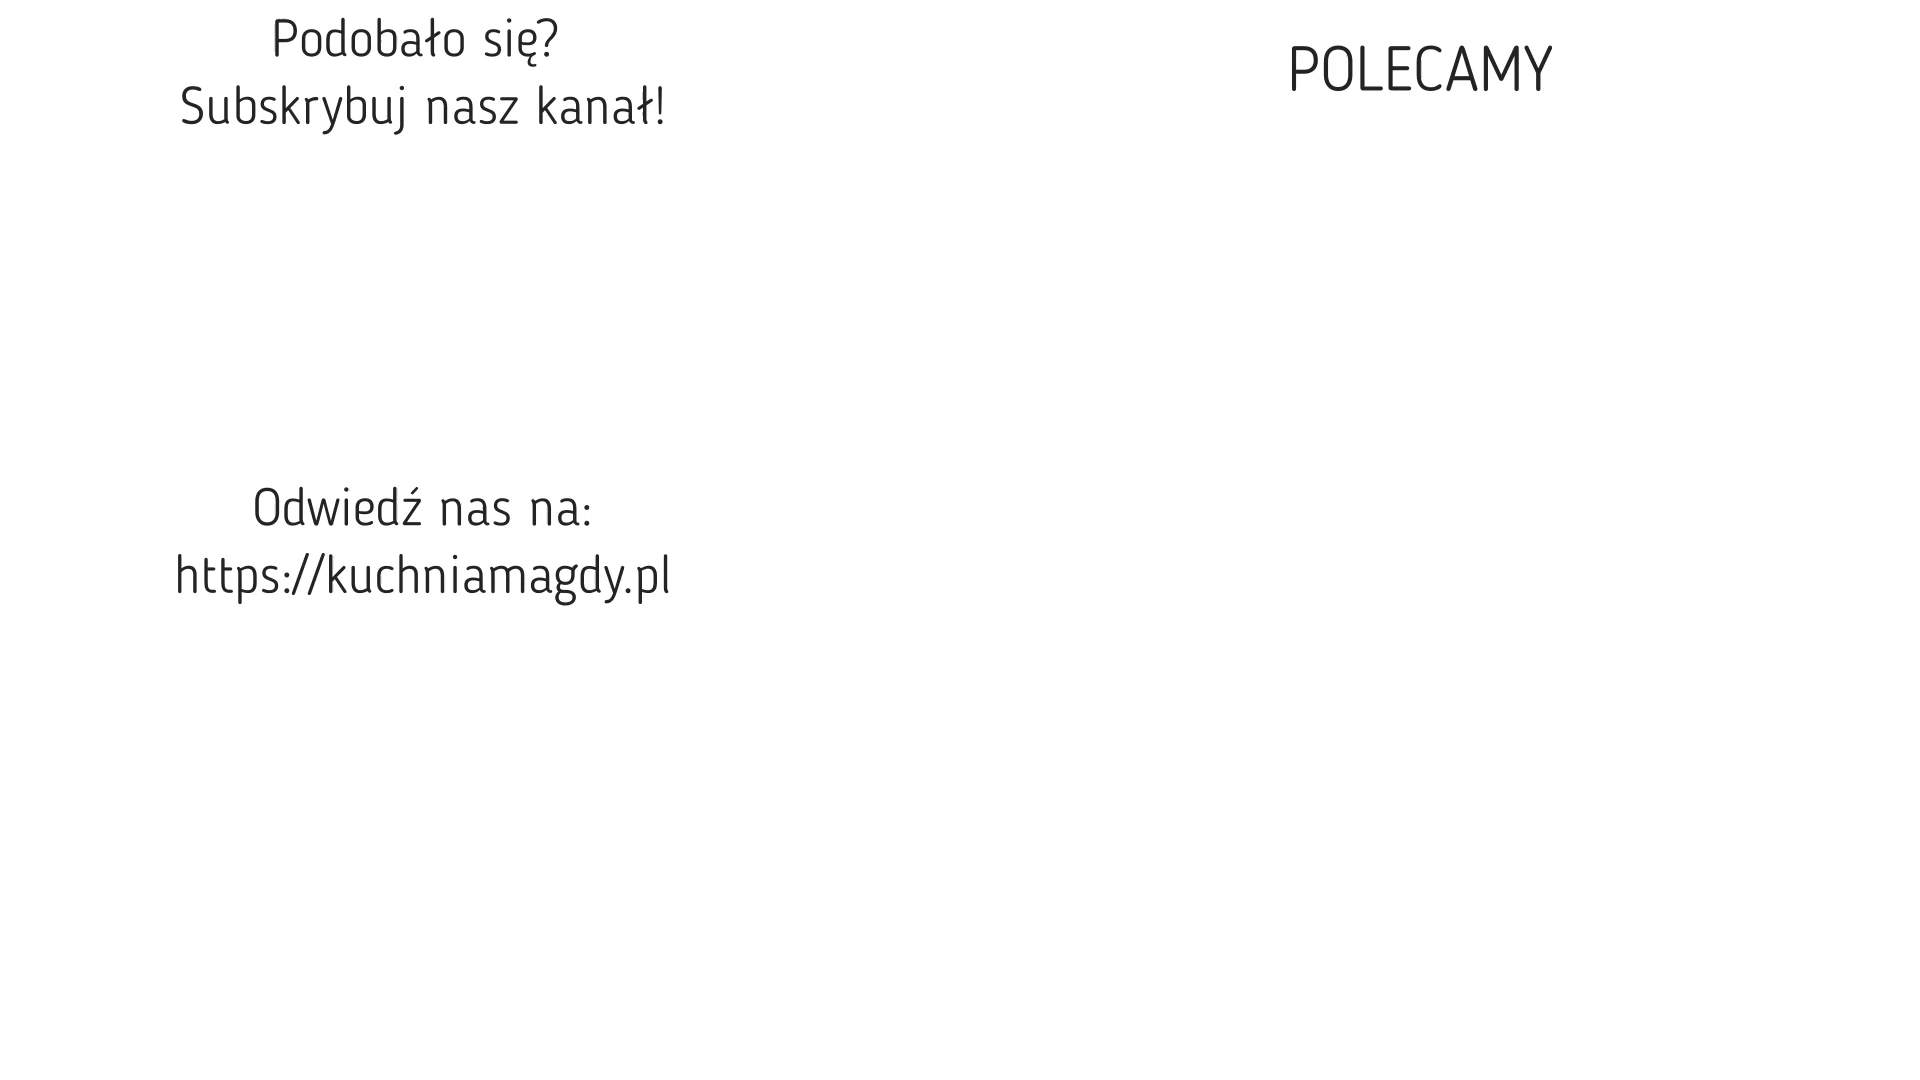 Podobało się?
Subskrybuj nasz kanał!
POLECAMY
Odwiedź nas na:
https://kuchniamagdy.pl